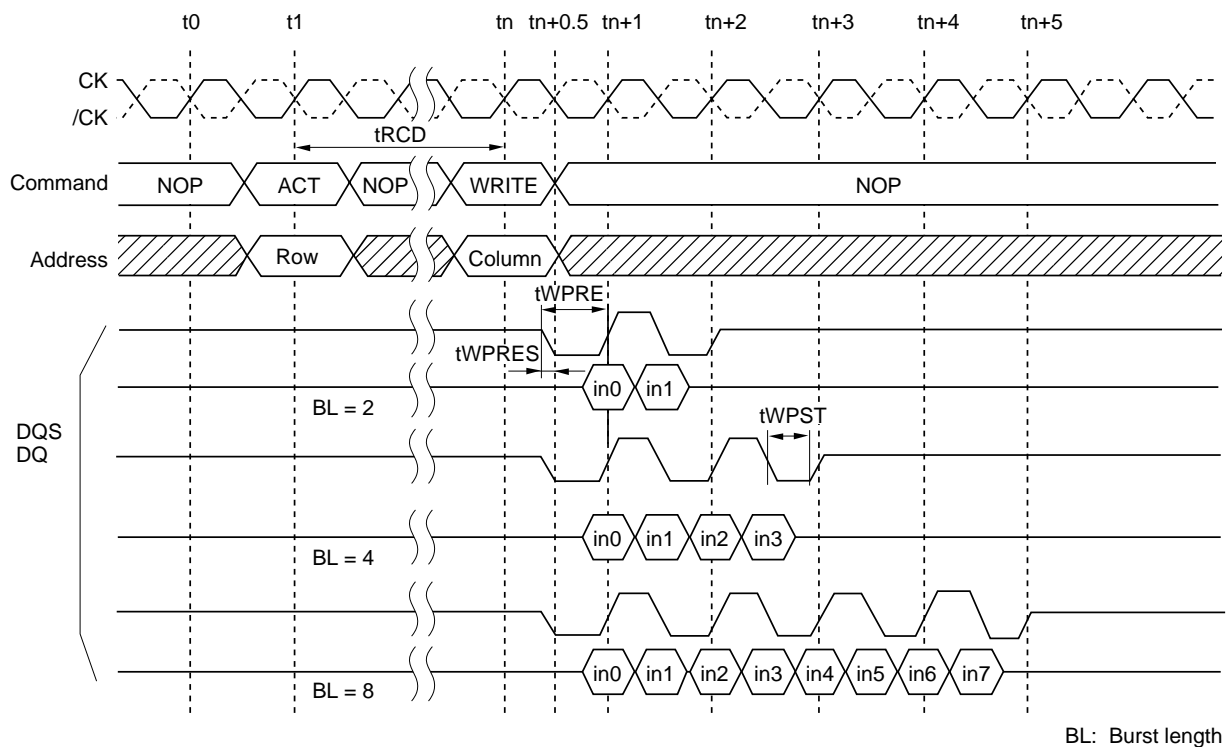 t0 t1 tn tn+0.5 tn+1 tn+2 tn+3 tn+4 tn+5
CK
/CK
tRCD
Command NOP ACT NOP WRITE NOP
Address Row Column
tWPRE
tWPRES
in0 in1
BL = 2
tWPST
DQS
DQ
in0 in1 in2 in3
BL = 4
in0 in1 in2 in3 in4 in5 in6 in7
BL = 8
BL: Burst length